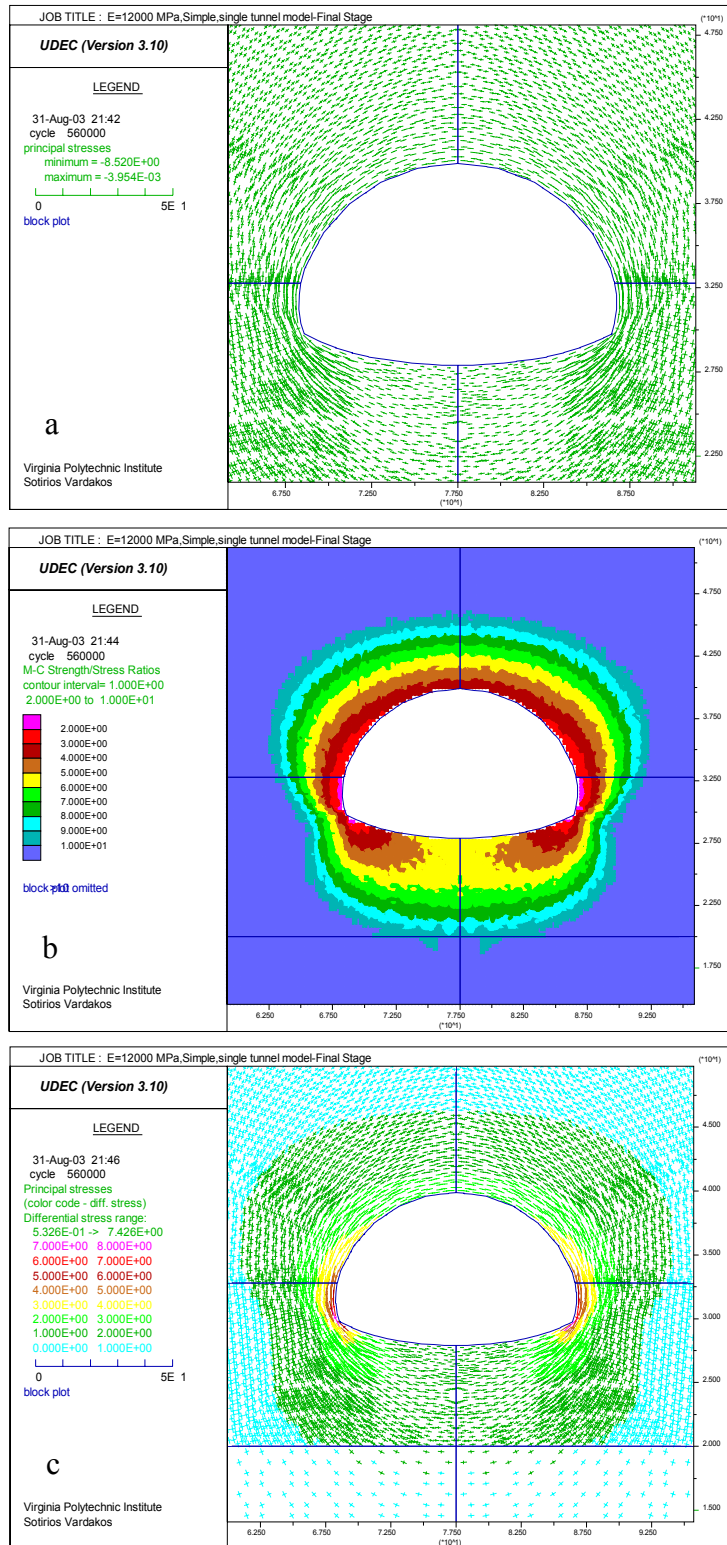 JOB TITLE : E=12000 MPa,Simple,single tunnel model-Final Stage
(*10^1)
UDEC (Version 3.10)
LEGEND
31-Aug-03 21:42
cycle 560000
principal stresses
minimum = -8.520E+00
maximum = -3.954E-03
0 5E 1
block plot
a
Virginia Polytechnic Institute
Sotirios Vardakos
4.750
4.250
3.750
3.250
2.750
2.250
6.750 7.250 7.750 8.250 8.750
(*10^1)
JOB TITLE : E=12000 MPa,Simple,single tunnel model-Final Stage
(*10^1)
UDEC (Version 3.10)
LEGEND
31-Aug-03 21:44
cycle 560000
M-C Strength/Stress Ratios
contour interval= 1.000E+00
2.000E+00 to 1.000E+01
2.000E+00
3.000E+00
4.000E+00
5.000E+00
6.000E+00
7.000E+00
8.000E+00
9.000E+00
1.000E+01
block plot omitted
b
Virginia Polytechnic Institute
Sotirios Vardakos
4.750
4.250
3.750
3.250
2.750
2.250
1.750
6.250 6.750 7.250 7.750 8.250 8.750 9.250
(*10^1)
JOB TITLE : E=12000 MPa,Simple,single tunnel model-Final Stage
(*10^1)
UDEC (Version 3.10)
LEGEND
31-Aug-03 21:46
cycle 560000
Principal stresses
(color code - diff. stress)
Differential stress range:
5.326E-01 -> 7.426E+00
7.000E+00 8.000E+00
6.000E+00 7.000E+00
5.000E+00 6.000E+00
4.000E+00 5.000E+00
3.000E+00 4.000E+00
2.000E+00 3.000E+00
1.000E+00 2.000E+00
0.000E+00 1.000E+00
0 5E 1
block plot
c
Virginia Polytechnic Institute
Sotirios Vardakos
4.500
4.000
3.500
3.000
2.500
2.000
1.500
6.250 6.750 7.250 7.750 8.250 8.750 9.250
(*10^1)